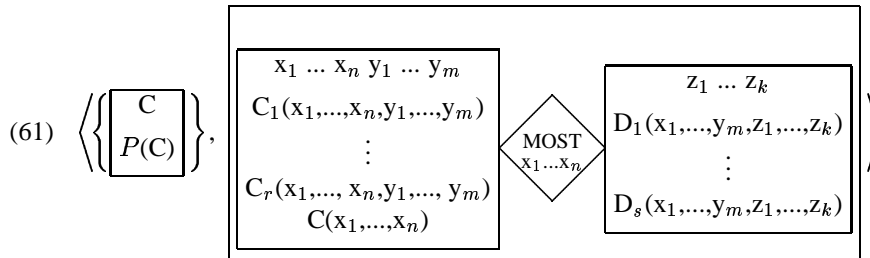 (61) ⟨{ C
P(C) },
x₁ ... xₙ y₁ ... yₘ
C₁(x₁,...,xₙ,y₁,...,yₘ)
⋮
Cᵣ(x₁,..., xₙ,y₁,..., yₘ)
C(x₁,...,xₙ)
MOST
x₁...xₙ
z₁ ... zₖ
D₁(x₁,...,yₘ,z₁,...,zₖ)
⋮
Dₛ(x₁,...,yₘ,z₁,...,zₖ)
⟩